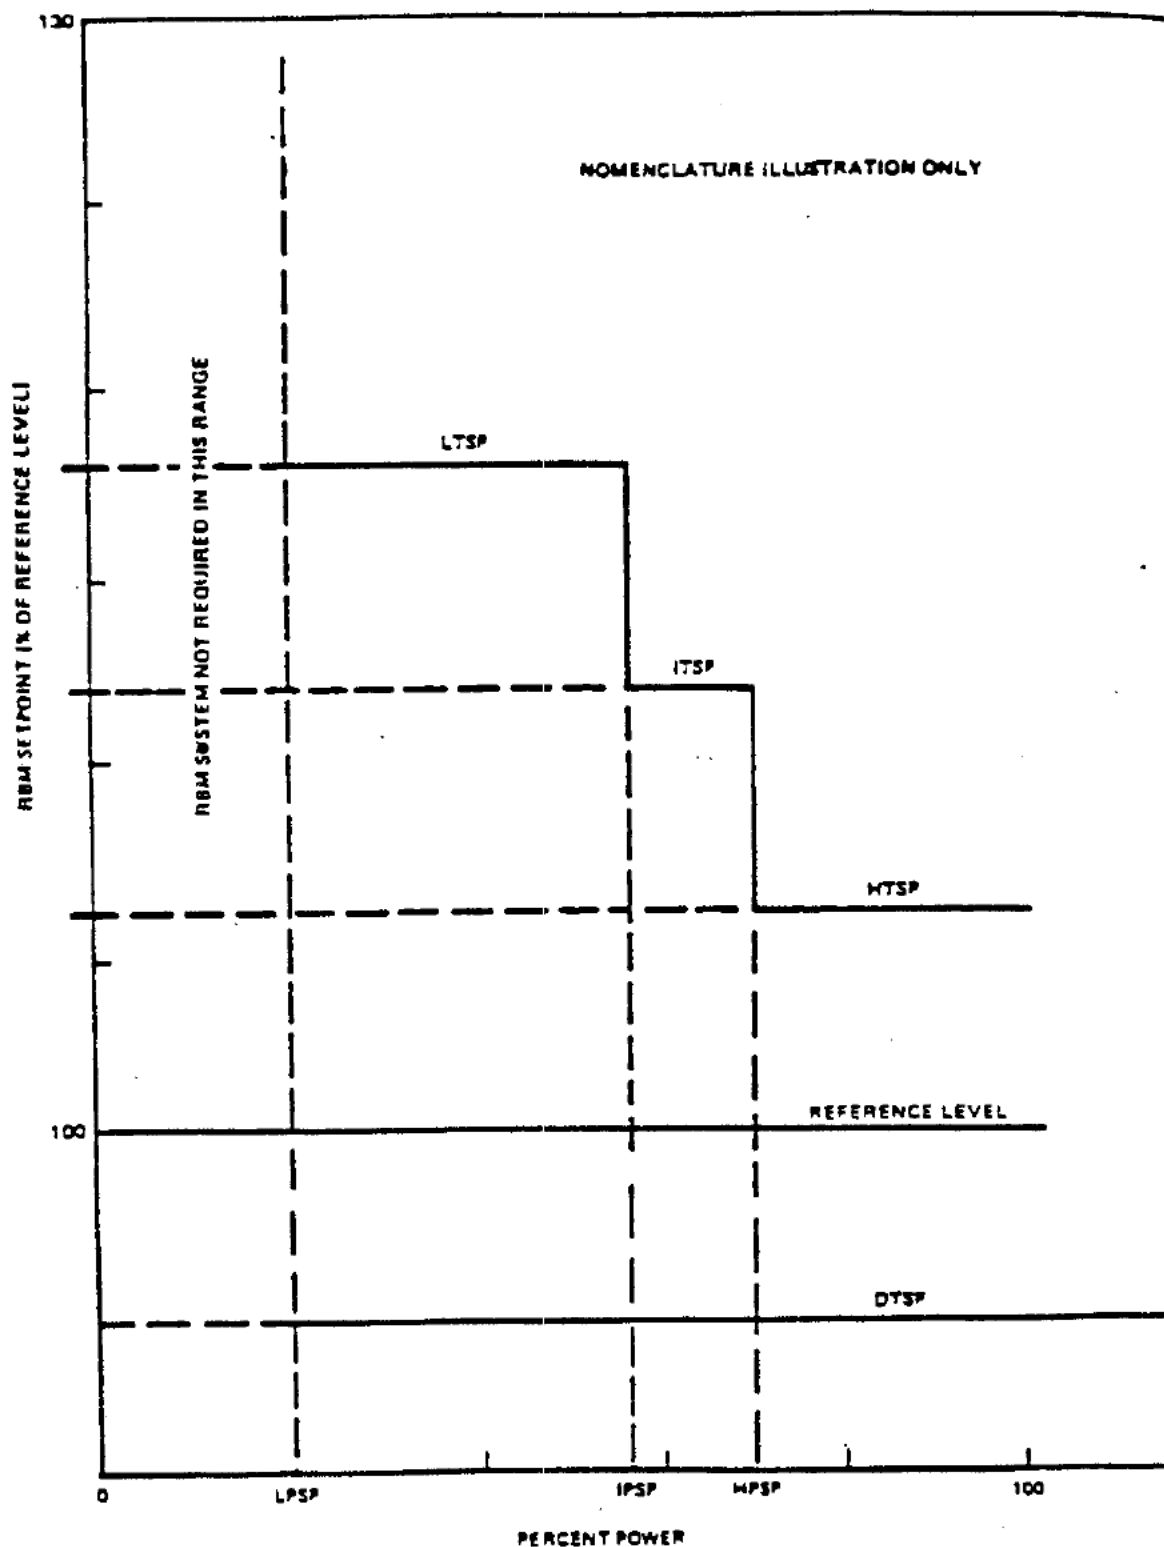 120
NOMENCLATURE ILLUSTRATION ONLY
RBM SETPOINT (% OF REFERENCE LEVEL)
RBM SYSTEM NOT REQUIRED IN THIS RANGE
LTSP
ITSP
HTSP
REFERENCE LEVEL
100
DTSP
0
LPSP
IPSP
HPSP
100
PERCENT POWER